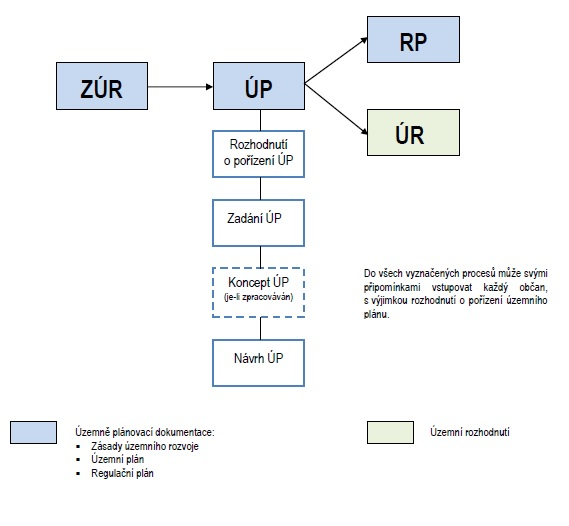 RP
ZÚR
ÚP
ÚR
Rozhodnutí
o pořízení ÚP
Zadání ÚP
Koncept ÚP
(je-li zpracováván)
Návrh ÚP
Do všech vyznačených procesů může svými
připomínkami vstupovat každý občan,
s výjimkou rozhodnutí o pořízení územního
plánu.
Územně plánovací dokumentace:
▪ Zásady územního rozvoje
▪ Územní plán
▪ Regulační plán
Územní rozhodnutí